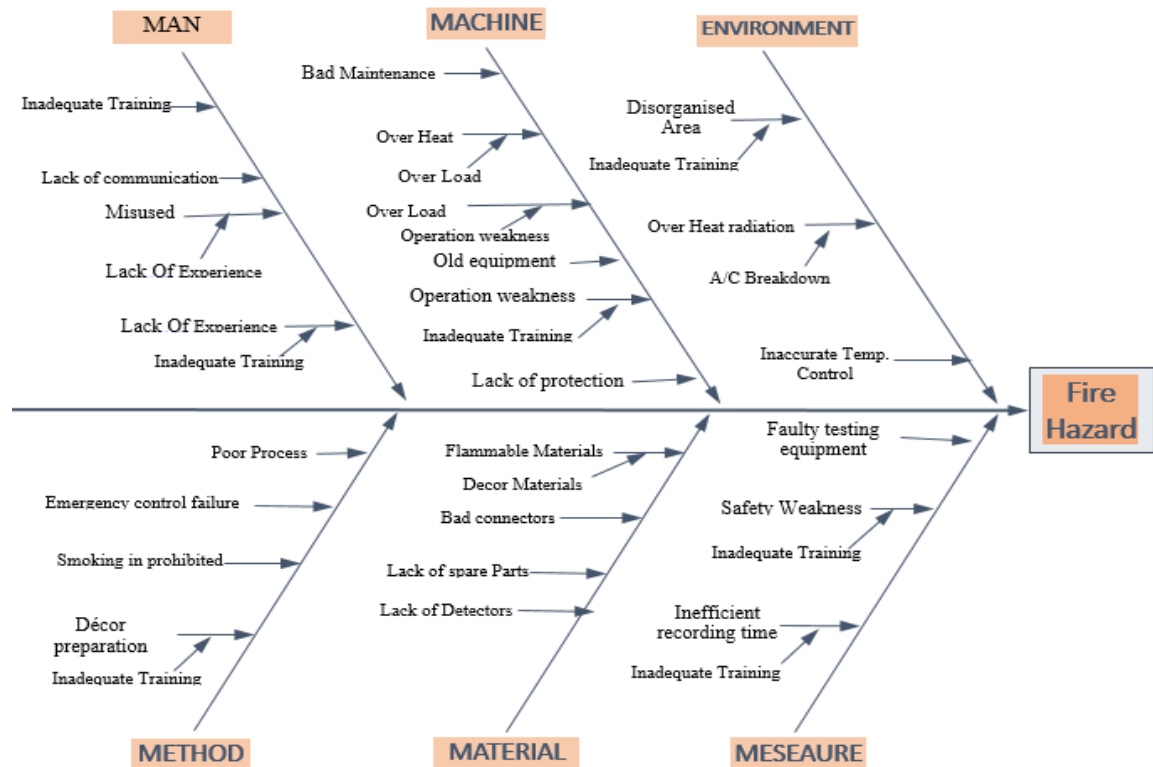 MAN
MACHINE
ENVIRONMENT
Inadequate Training
Lack of communication
Misused
Lack Of Experience
Lack Of Experience
Inadequate Training
Bad Maintenance
Over Heat
Over Load
Over Load
Operation weakness
Old equipment
Operation weakness
Inadequate Training
Lack of protection
Disorganised
Area
Inadequate Training
Over Heat radiation
A/C Breakdown
Inaccurate Temp.
Control
Fire
Hazard
Poor Process
Emergency control failure
Smoking in prohibited
Décor
preparation
Inadequate Training
Flammable Materials
Decor Materials
Bad connectors
Lack of spare Parts
Lack of Detectors
Faulty testing
equipment
Safety Weakness
Inadequate Training
Inefficient
recording time
Inadequate Training
METHOD
MATERIAL
MESEAURE